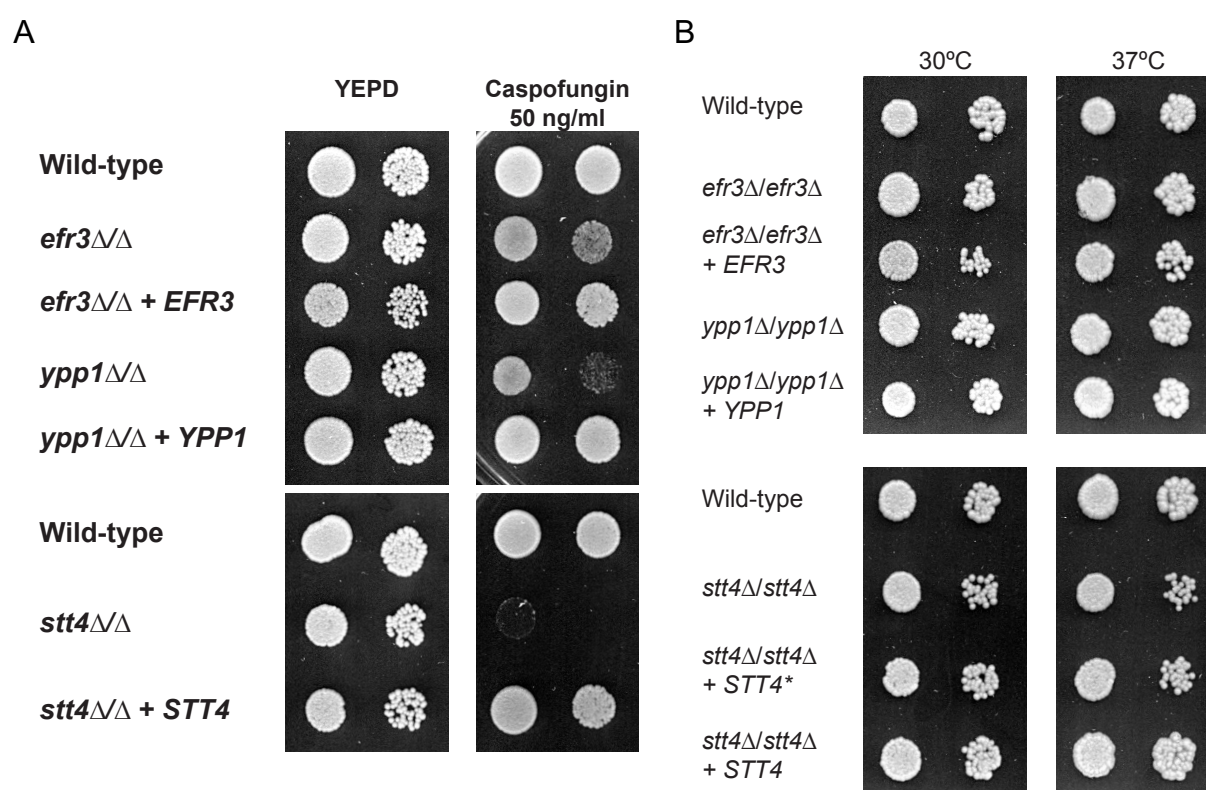 A
YEPD
Caspofungin
50 ng/ml
Wild-type
efr3Δ/Δ
efr3Δ/Δ + EFR3
ypp1Δ/Δ
ypp1Δ/Δ + YPP1
Wild-type
stt4Δ/Δ
stt4Δ/Δ + STT4
B
30ºC
37ºC
Wild-type
efr3Δ/efr3Δ
efr3Δ/efr3Δ
+ EFR3
ypp1Δ/ypp1Δ
ypp1Δ/ypp1Δ
+ YPP1
Wild-type
stt4Δ/stt4Δ
stt4Δ/stt4Δ
+ STT4*
stt4Δ/stt4Δ
+ STT4